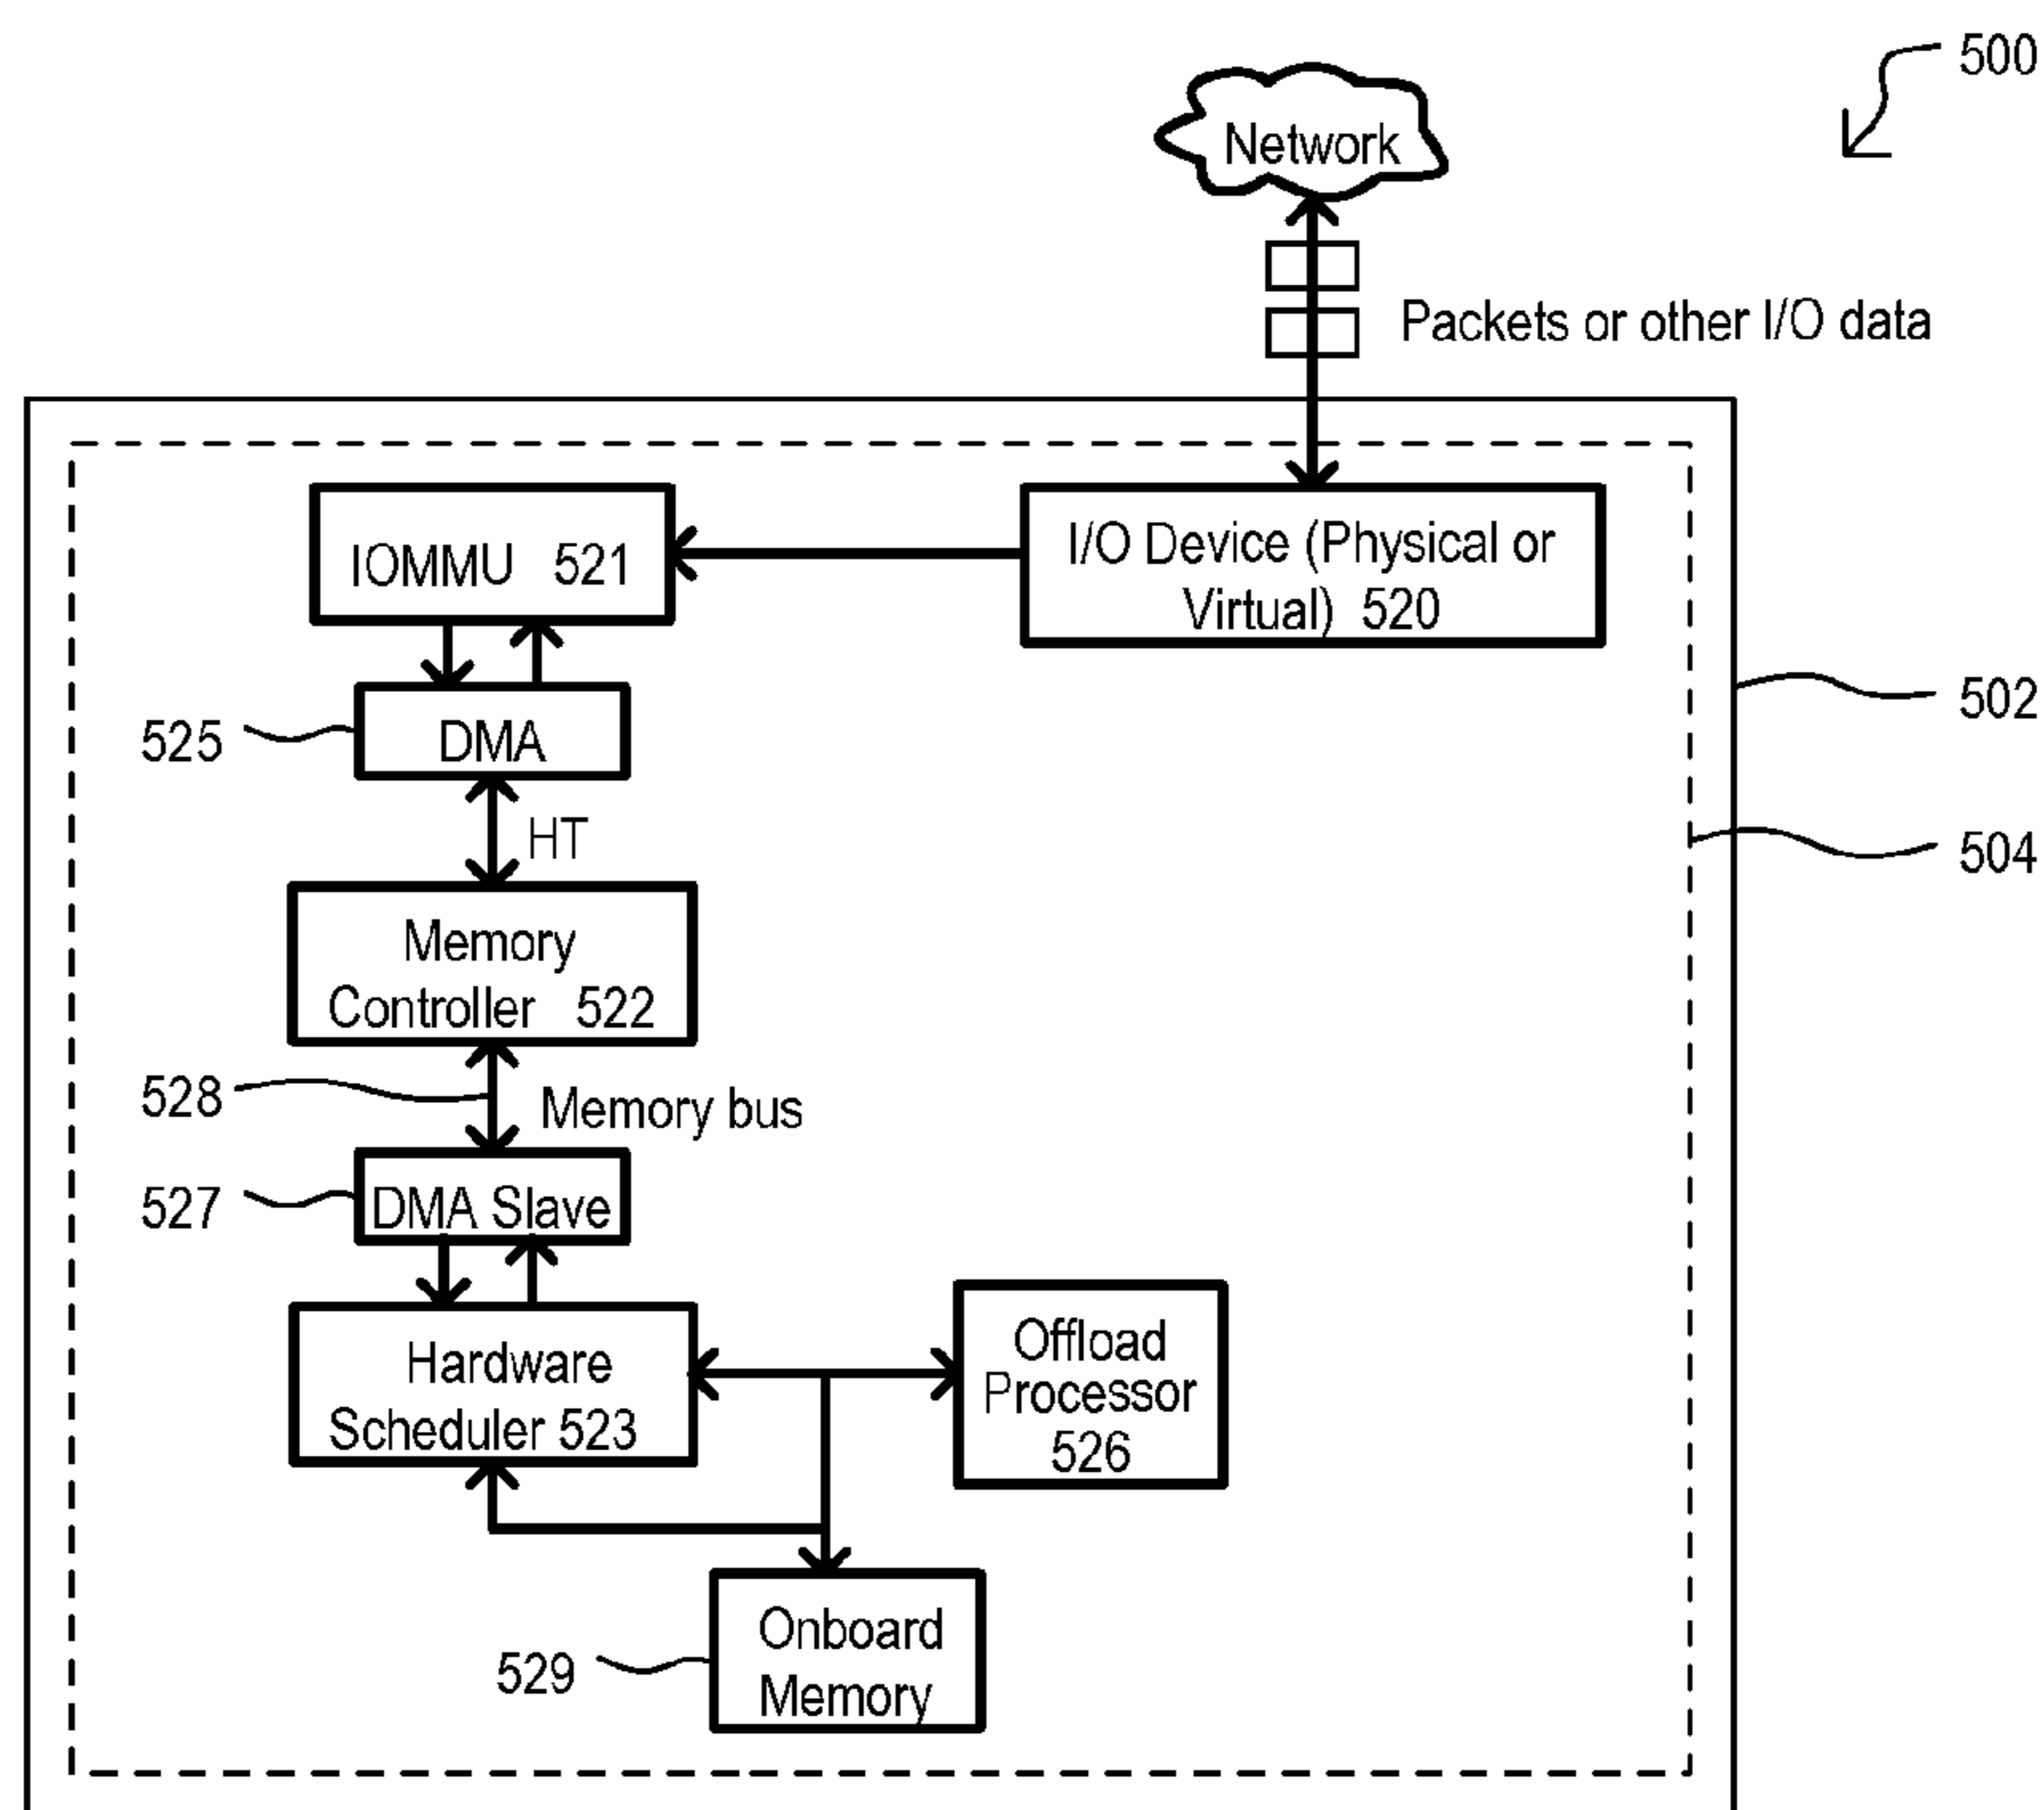 500
Network
Packets or other I/O data
IOMMU 521
I/O Device (Physical or
Virtual) 520
502
525
DMA
HT
504
Memory
Controller 522
528
Memory bus
527
DMA Slave
Hardware
Scheduler 523
Offload
Processor
526
529
Onboard
Memory